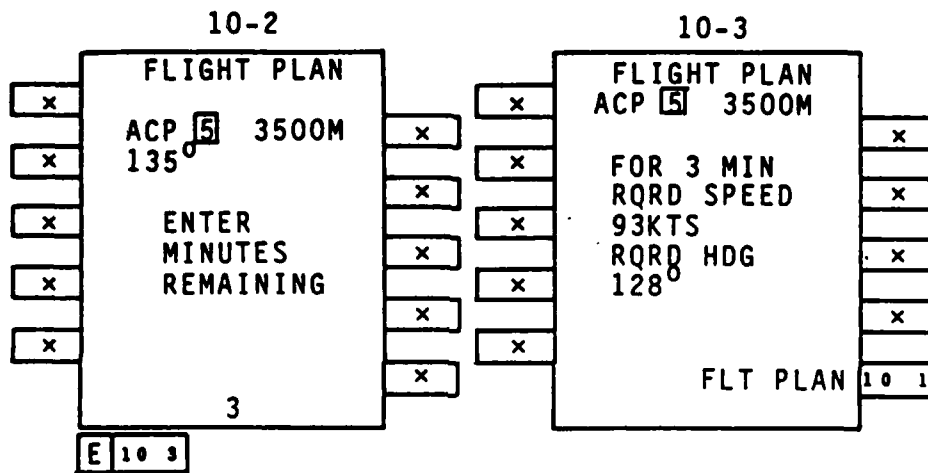 10-2
FLIGHT PLAN
x
x
x
x
x
x
x
x
x
x
ACP 5 3500M
135°
ENTER
MINUTES
REMAINING
3
E 10 3
10-3
FLIGHT PLAN
ACP 5 3500M
x
x
x
x
x
x
x
x
x
FOR 3 MIN
RQRD SPEED
93KTS
RQRD HDG
128°
FLT PLAN 10 1